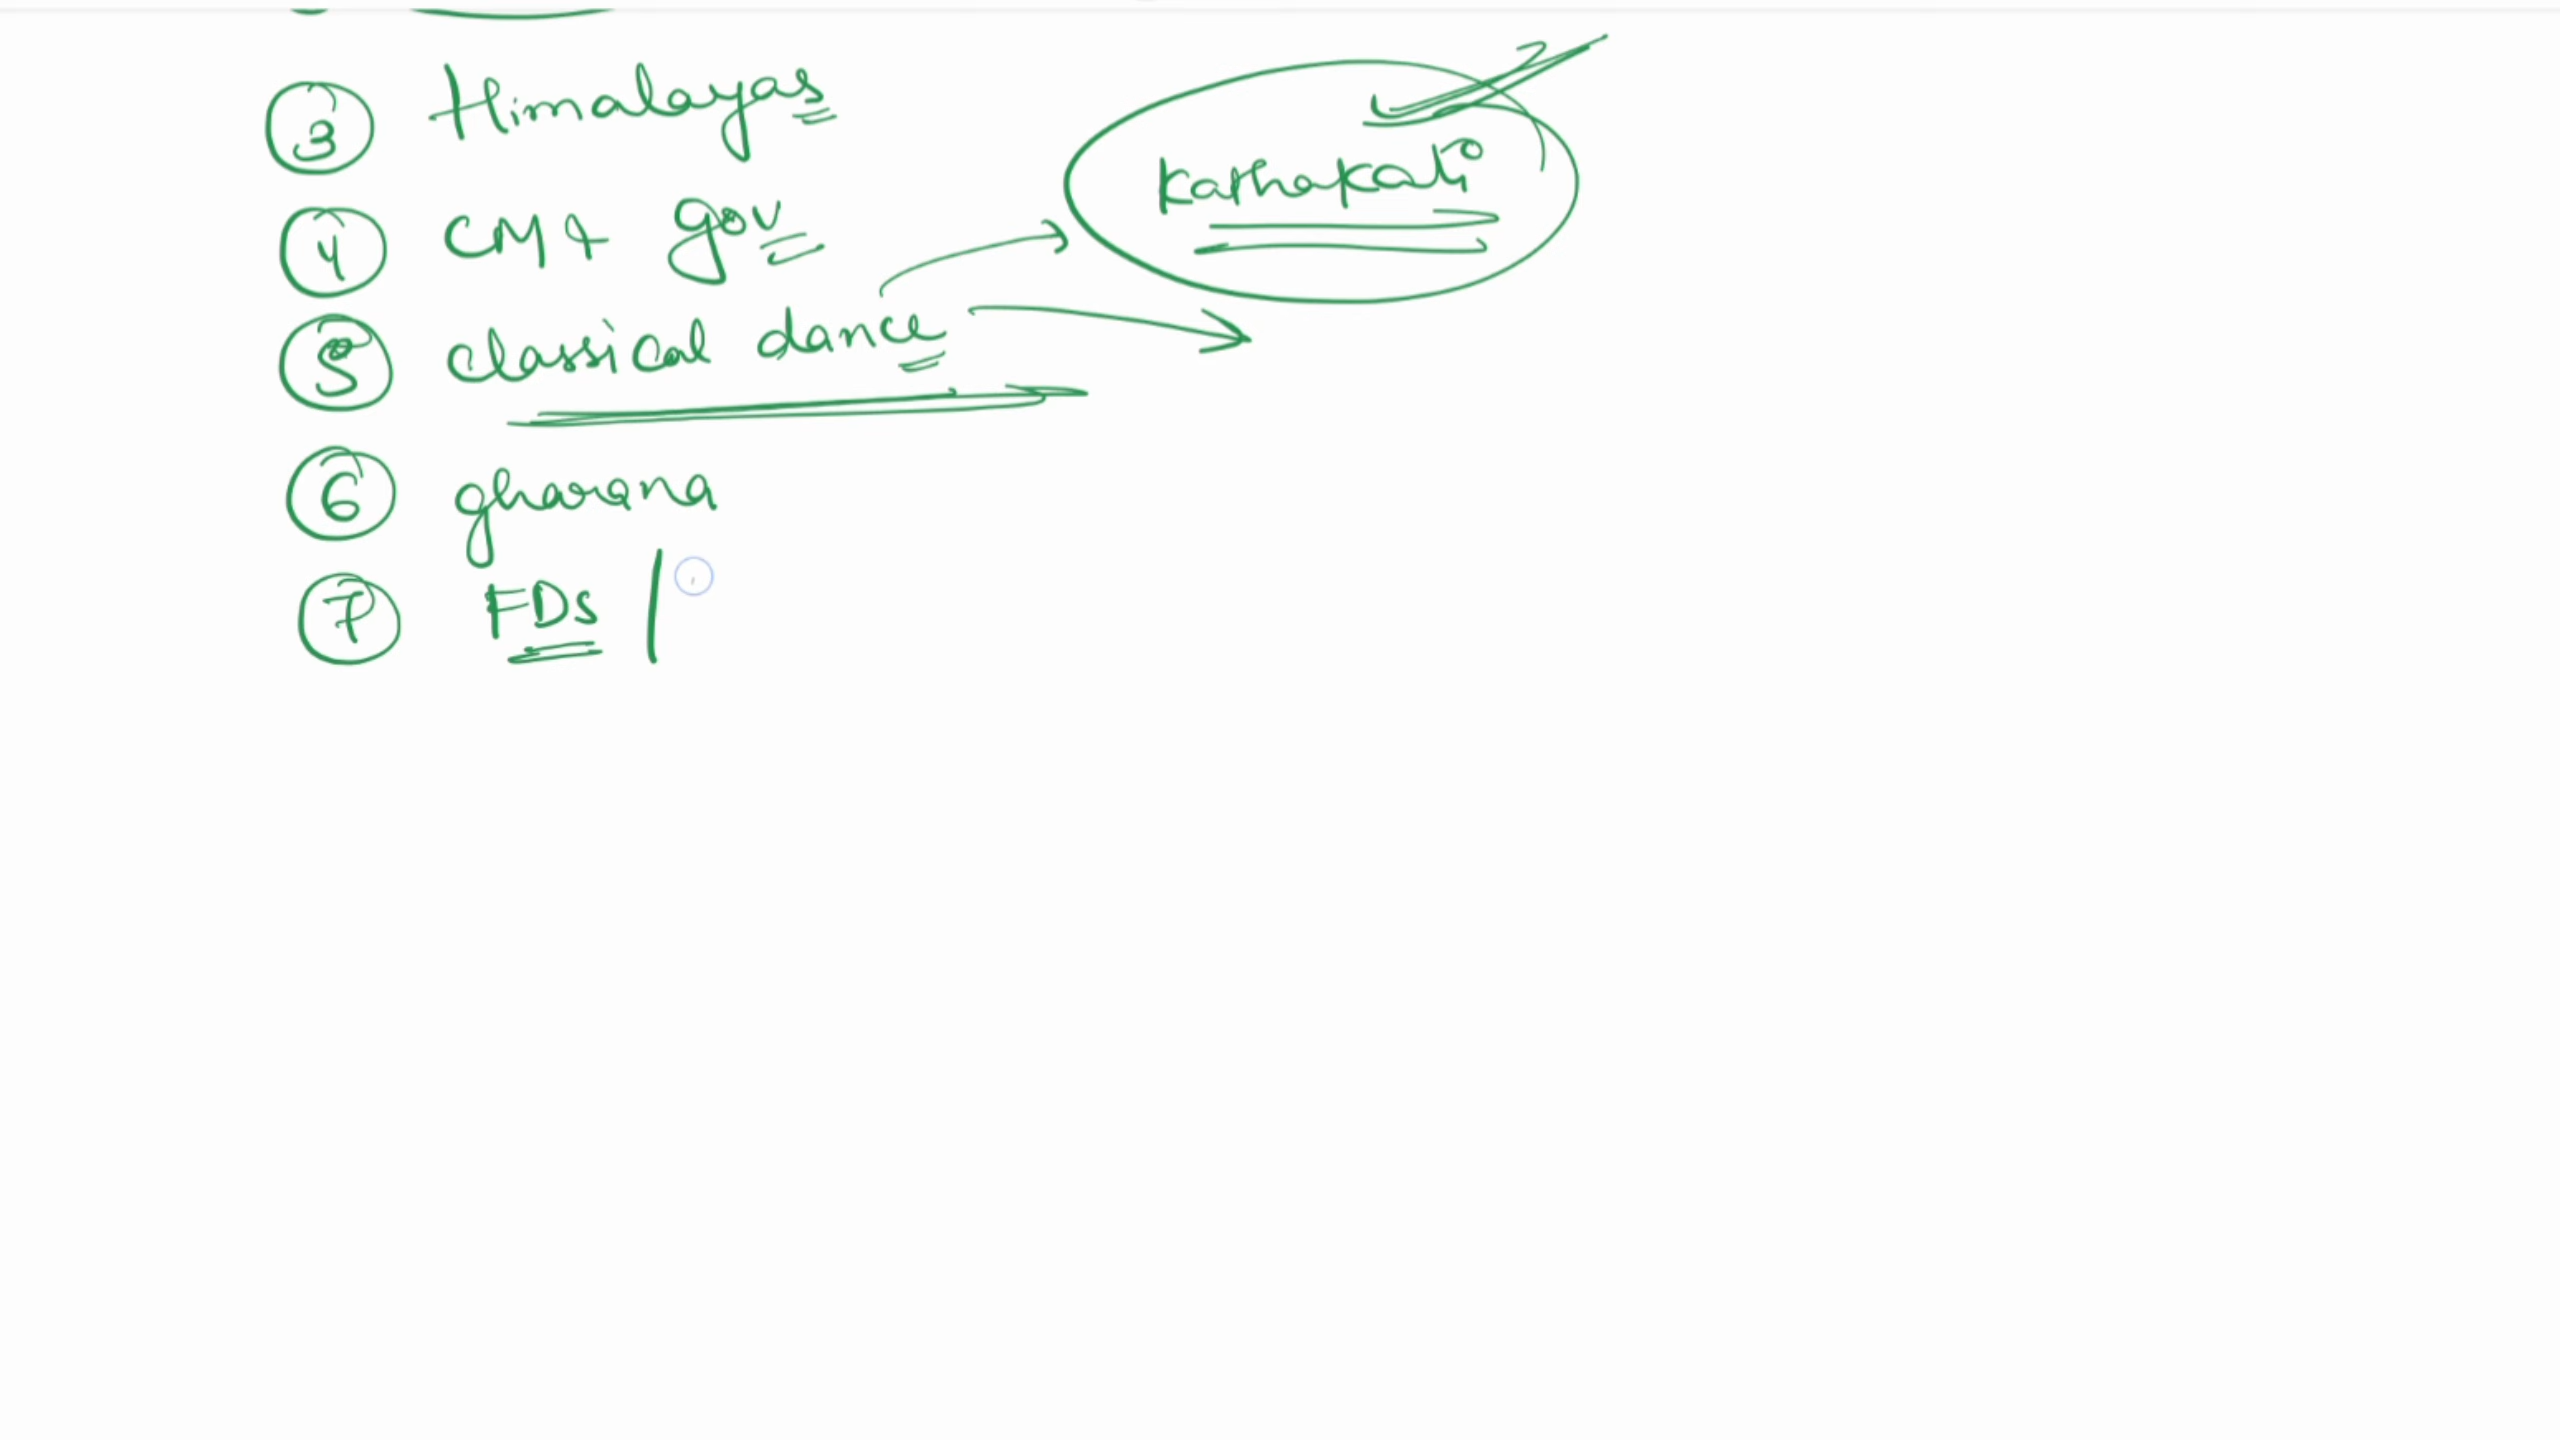 3 Himalayas
4 CM + gov
kathakali
5 classical dance
6 gharana
7 FDs |